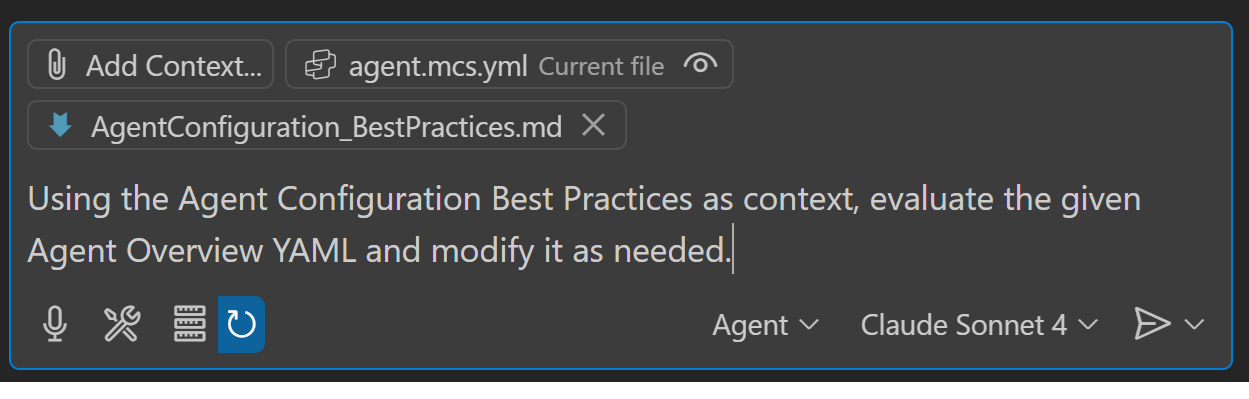 Add Context...
agent.mcs.yml Current file
AgentConfiguration_BestPractices.md
Using the Agent Configuration Best Practices as context, evaluate the given
Agent Overview YAML and modify it as needed.
Agent Claude Sonnet 4